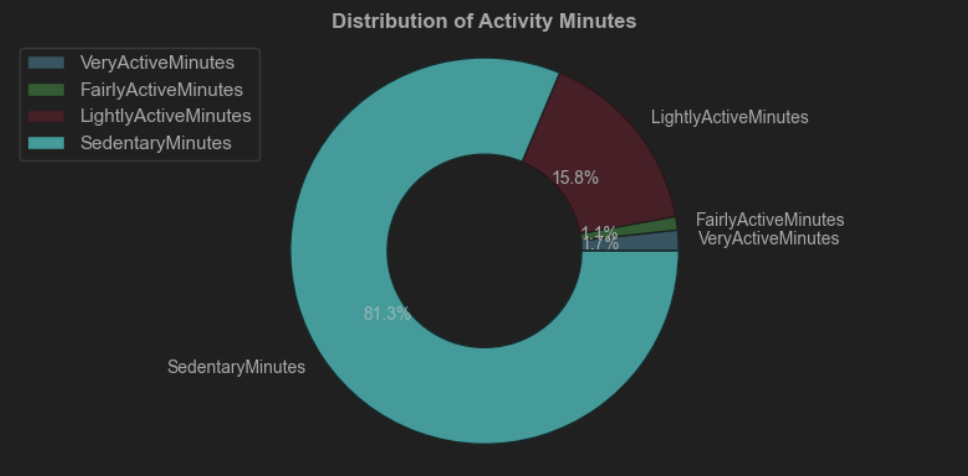 Distribution of Activity Minutes
VeryActiveMinutes
FairlyActiveMinutes
LightlyActiveMinutes
SedentaryMinutes
LightlyActiveMinutes
15.8%
FairlyActiveMinutes
1.1%
VeryActiveMinutes
1.7%
81.3%
SedentaryMinutes